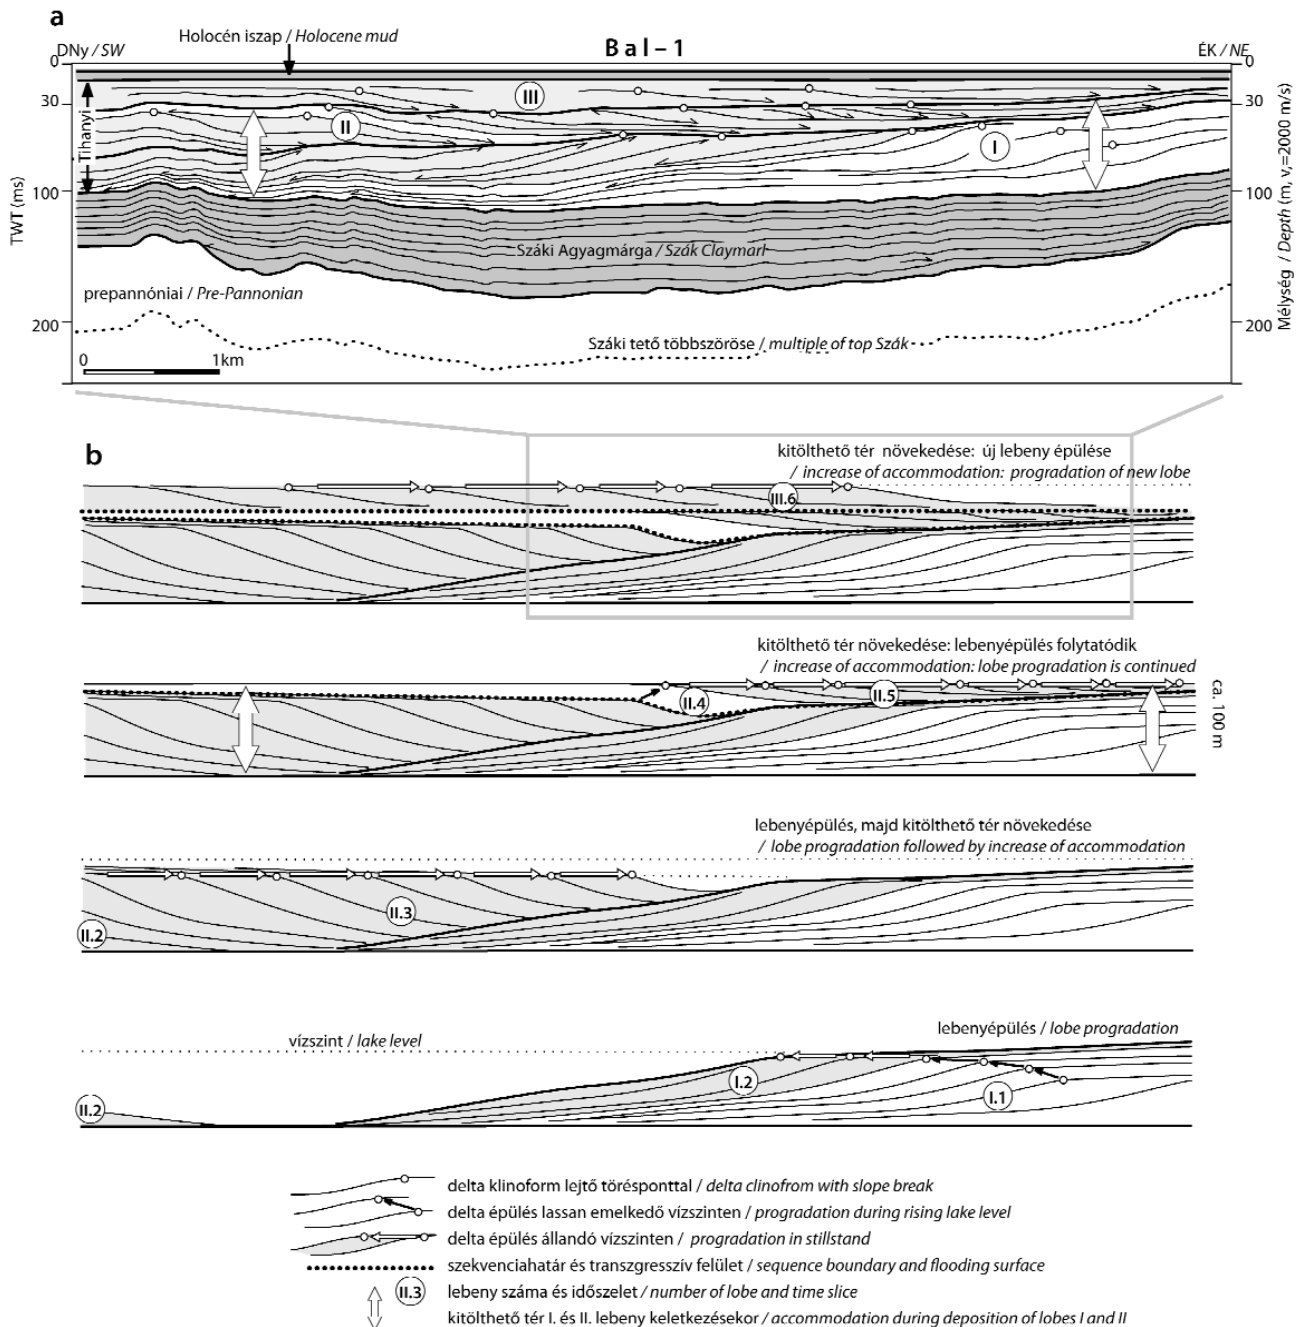 a
Holocén iszap / Holocene mud
Bal–1
DNy / SW
ÉK / NE
0
0
30
30
100
100
200
200
TWT (ms)
Mélység / Depth (m, v=2000 m/s)
Tihanyi
III
II
I
Száki Agyagmárga / Szák Claymarl
prepannóniai / Pre-Pannonian
Száki tető többszöröse / multiple of top Szák
0
1km
b
kitölthető tér növekedése: új lebeny épülése
/ increase of accommodation: progradation of new lobe
III.6
kitölthető tér növekedése: lebenyépülés folytatódik
/ increase of accommodation: lobe progradation is continued
II.4
II.5
ca. 100 m
lebenyépülés, majd kitölthető tér növekedése
/ lobe progradation followed by increase of accommodation
II.3
II.2
vízszint / lake level
lebenyépülés / lobe progradation
I.2
I.1
II.2
delta klinoform lejtő törésponttal / delta clinofrom with slope break
delta épülés lassan emelkedő vízszinten / progradation during rising lake level
delta épülés állandó vízszinten / progradation in stillstand
szekvenciahatár és transzgresszív felület / sequence boundary and flooding surface
II.3
lebeny száma és időszelet / number of lobe and time slice
kitölthető tér I. és II. lebeny keletkezésekor / accommodation during deposition of lobes I and II